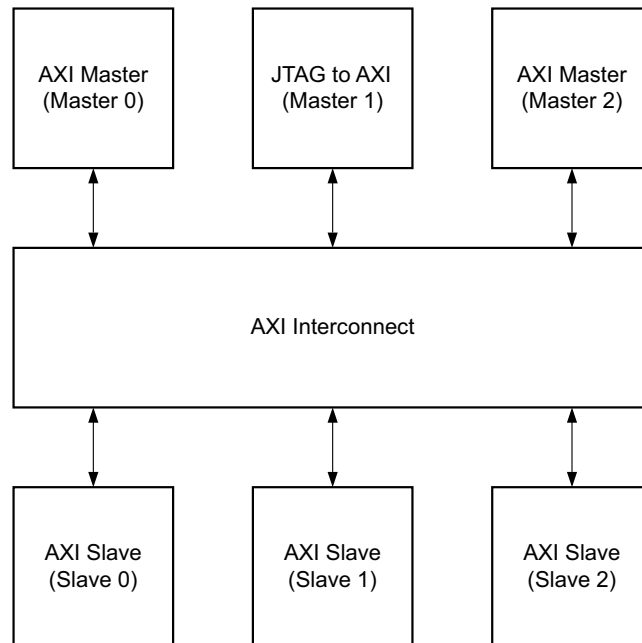 AXI Master
(Master 0)
JTAG to AXI
(Master 1)
AXI Master
(Master 2)
AXI Interconnect
AXI Slave
(Slave 0)
AXI Slave
(Slave 1)
AXI Slave
(Slave 2)